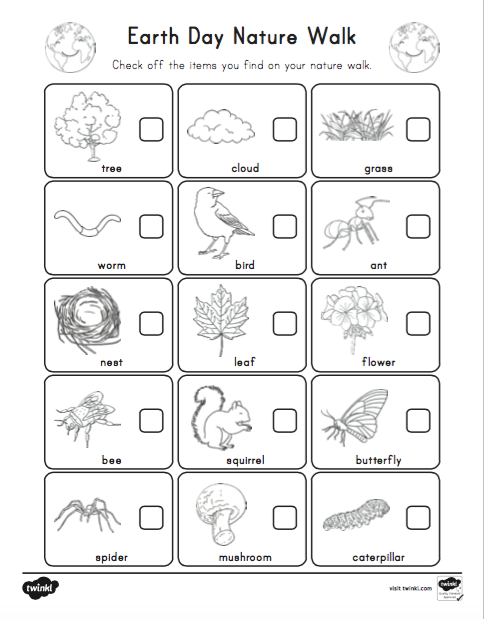 Earth Day Nature Walk
Check off the items you find on your nature walk.
tree
cloud
grass
worm
bird
ant
nest
leaf
flower
bee
squirrel
butterfly
spider
mushroom
caterpillar
twinkl
visit twinkl.com
twinkl